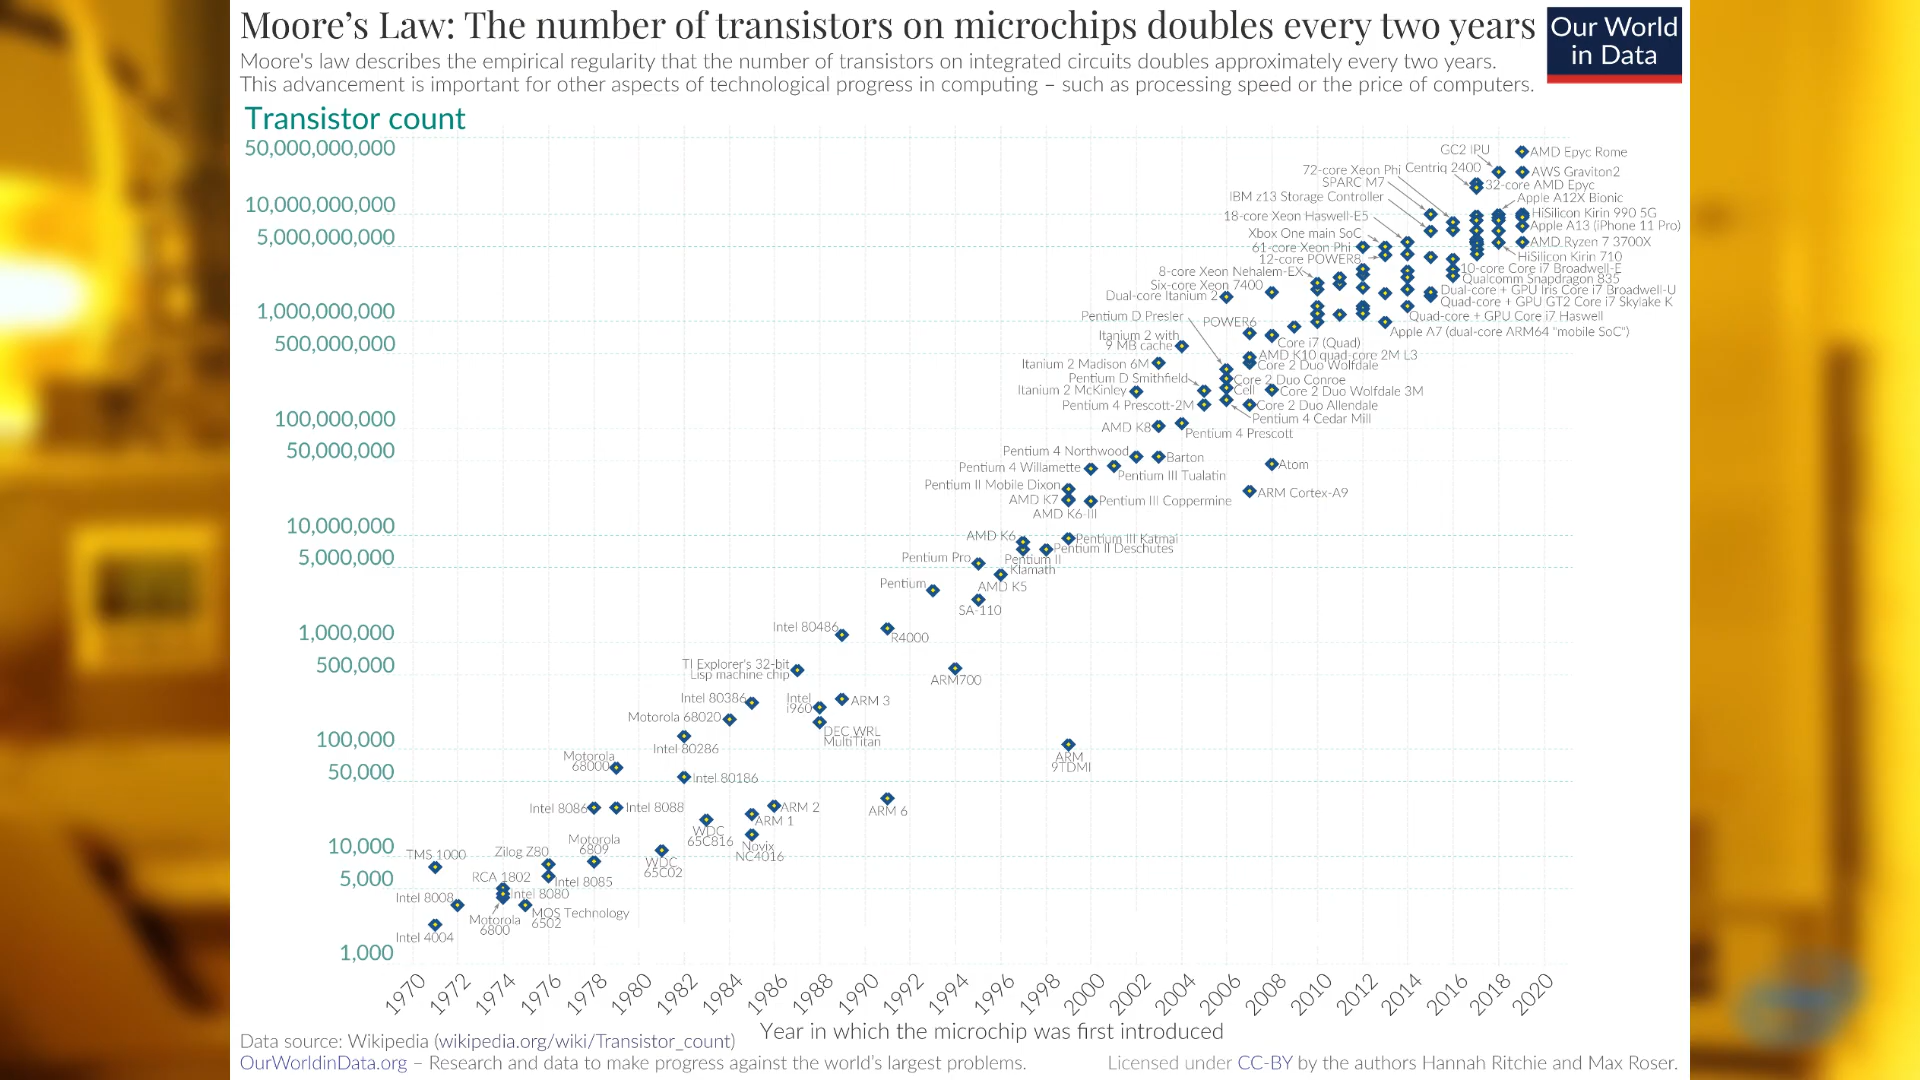 Moore's Law: The number of transistors on microchips doubles every two years
Our World
in Data
Moore's law describes the empirical regularity that the number of transistors on integrated circuits doubles approximately every two years.
This advancement is important for other aspects of technological progress in computing – such as processing speed or the price of computers.
Transistor count
50,000,000,000
10,000,000,000
5,000,000,000
1,000,000,000
500,000,000
100,000,000
50,000,000
10,000,000
5,000,000
1,000,000
500,000
100,000
50,000
10,000
5,000
1,000
GC2 IPU
AMD Epyc Rome
72-core Xeon Phi
Centriq 2400
AWS Graviton2
SPARC M7
32-core AMD Epyc
IBM z13 Storage Controller
Apple A12X Bionic
18-core Xeon Haswell-E5
HiSilicon Kirin 990 5G
Xbox One main SoC
Apple A13 (iPhone 11 Pro)
61-core Xeon Phi
AMD Ryzen 7 3700X
12-core POWER8
HiSilicon Kirin 710
8-core Xeon Nehalem-EX
10-core Core i7 Broadwell-E
Six-core Xeon 7400
Qualcomm Snapdragon 835
Dual-core Itanium 2
Dual-core + GPU Iris Core i7 Broadwell-U
Quad-core + GPU GT2 Core i7 Skylake K
Pentium D Presler
POWER6
Quad-core + GPU Core i7 Haswell
Apple A7 (dual-core ARM64 "mobile SoC")
Itanium 2 with
9 MB cache
Core i7 (Quad)
AMD K10 quad-core 2M L3
Itanium 2 Madison 6M
Core 2 Duo Wolfdale
Pentium D Smithfield
Core 2 Duo Conroe
Itanium 2 McKinley
Cell
Core 2 Duo Wolfdale 3M
Pentium 4 Prescott-2M
Core 2 Duo Allendale
Pentium 4 Cedar Mill
AMD K8
Pentium 4 Prescott
Pentium 4 Northwood
Barton
Pentium 4 Willamette
Pentium III Tualatin
Atom
Pentium II Mobile Dixon
ARM Cortex-A9
AMD K7
Pentium III Coppermine
AMD K6-III
AMD K6
Pentium III Katmai
Pentium II Deschutes
Pentium Pro
Pentium II
Klamath
Pentium
AMD K5
SA-110
Intel 80486
R4000
TI Explorer's 32-bit
Lisp machine chip
ARM700
Intel 80386
Intel
i960
ARM 3
Motorola 68020
DEC WRL
MultiTitan
Intel 80286
Motorola
68000
ARM
9TDMI
Intel 80186
Intel 8086
Intel 8088
ARM 2
ARM 6
ARM 1
WDC
65C816
Motorola
6809
Novix
NC4016
TMS 1000
Zilog Z80
WDC
65C02
RCA 1802
Intel 8085
Intel 8008
Intel 8080
MOS Technology
6502
Motorola
6800
Intel 4004
1970
1972
1974
1976
1978
1980
1982
1984
1986
1988
1990
1992
1994
1996
1998
2000
2002
2004
2006
2008
2010
2012
2014
2016
2018
2020
Year in which the microchip was first introduced
Data source: Wikipedia (wikipedia.org/wiki/Transistor_count)
OurWorldinData.org – Research and data to make progress against the world's largest problems.
Licensed under CC-BY by the authors Hannah Ritchie and Max Roser.